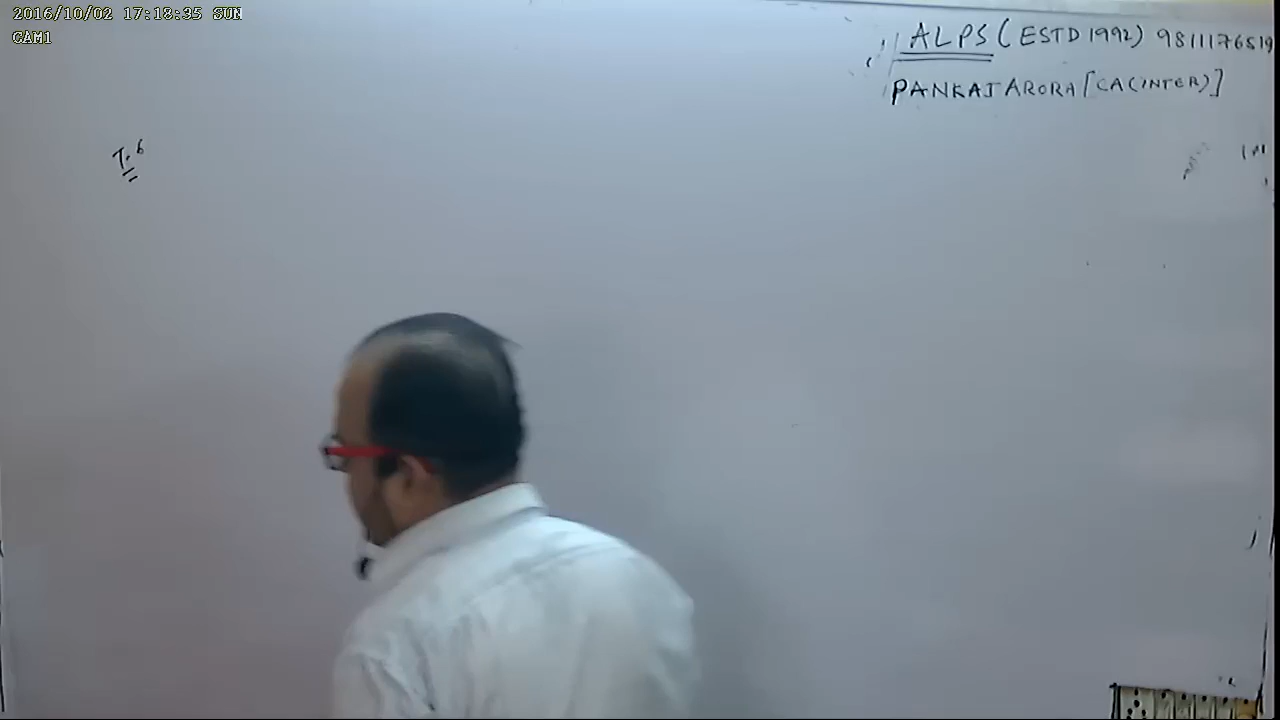 2016/10/02 17:18:35 SUN
CAM1
ALPS (ESTD 1992) 9811176519
PANKAJ ARORA [CA(INTER)]
T.6